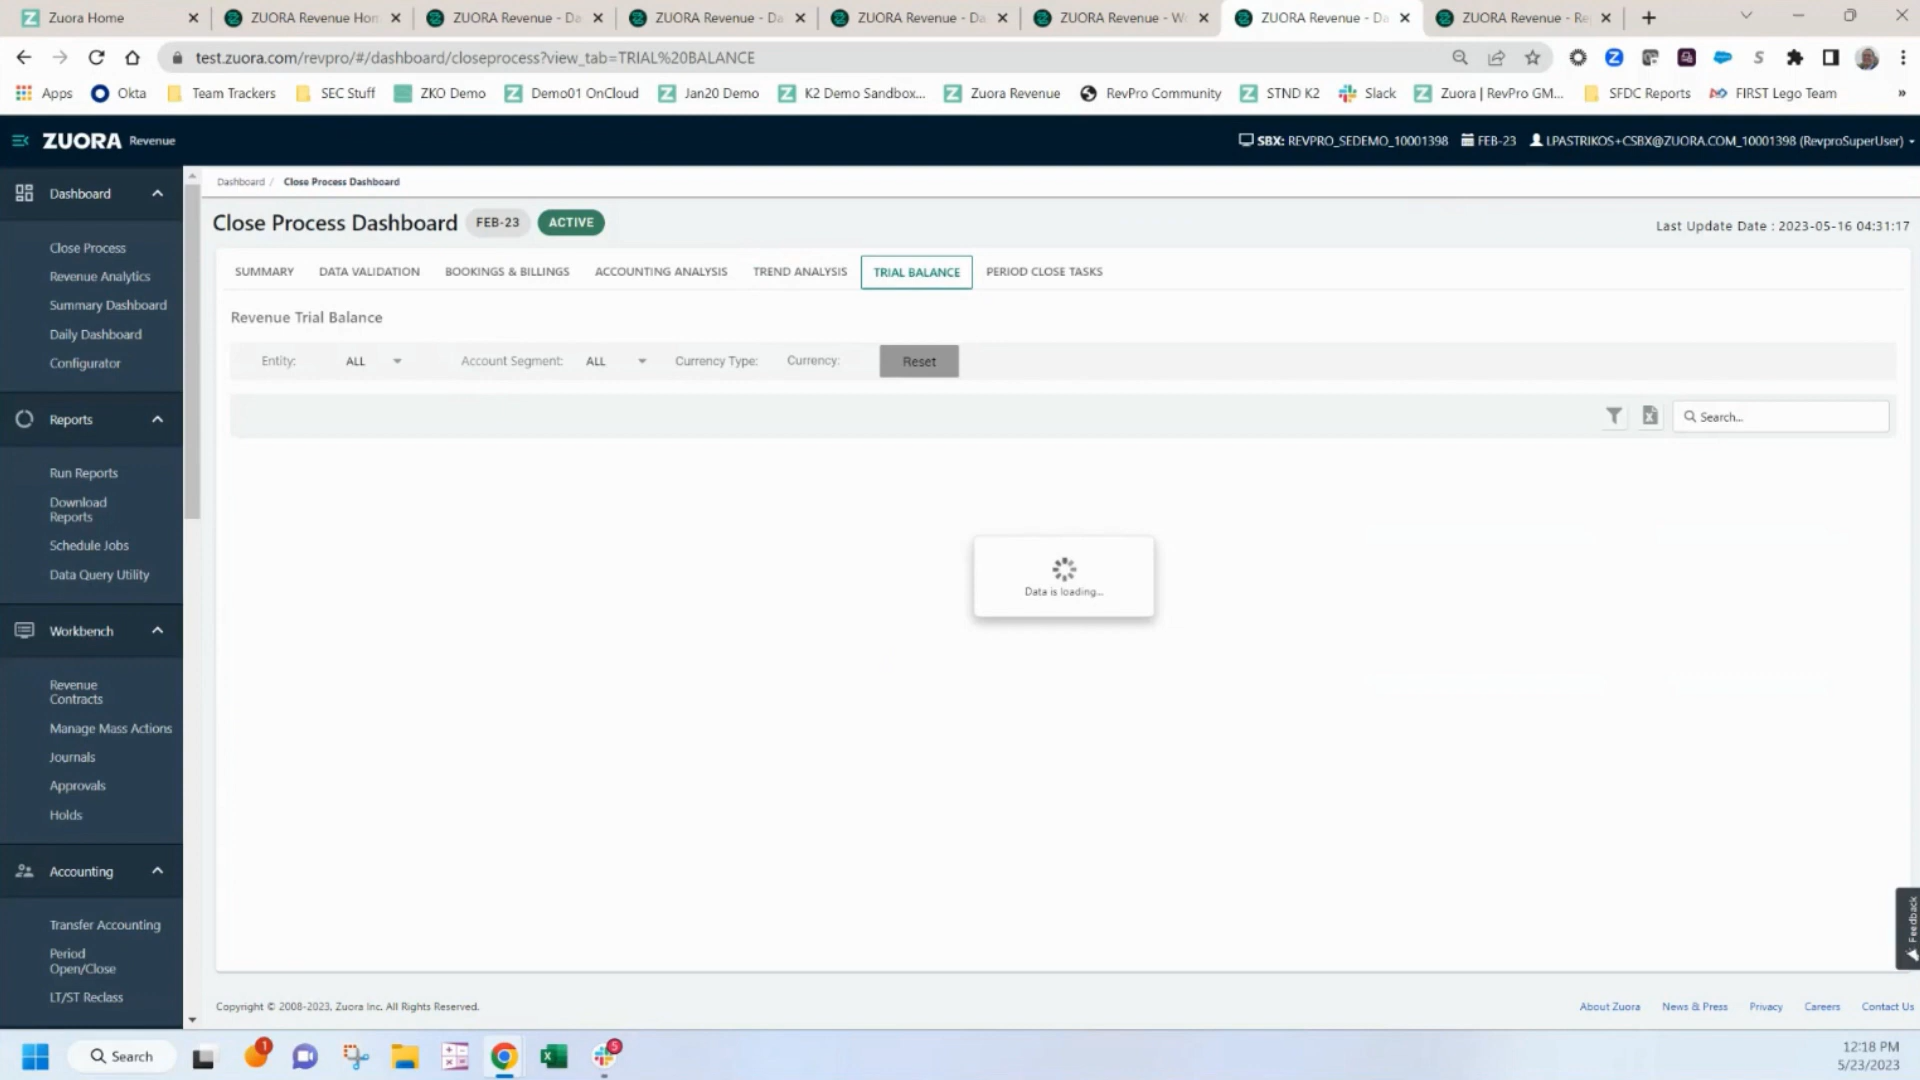 Zuora Home
ZUORA Revenue Hom
ZUORA Revenue - Da
ZUORA Revenue - Da
ZUORA Revenue - Da
ZUORA Revenue - Wo
ZUORA Revenue - Da
ZUORA Revenue - Re
test.zuora.com/revpro/#/dashboard/closeprocess?view_tab=TRIAL%20BALANCE
Apps
Okta
Team Trackers
SEC Stuff
ZKO Demo
Demo01 OnCloud
Jan20 Demo
K2 Demo Sandbox...
Zuora Revenue
RevPro Community
STND K2
Slack
Zuora | RevPro GM...
SFDC Reports
FIRST Lego Team
»
ZUORA Revenue
SBX: REVPRO_SEDEMO_10001398
FEB-23
LPASTRIKOS+CSBX@ZUORA.COM_10001398 (RevproSuperUser)
Dashboard
Close Process
Revenue Analytics
Summary Dashboard
Daily Dashboard
Configurator
Reports
Run Reports
Download
Reports
Schedule Jobs
Data Query Utility
Workbench
Revenue
Contracts
Manage Mass Actions
Journals
Approvals
Holds
Accounting
Transfer Accounting
Period
Open/Close
LT/ST Reclass
Dashboard / Close Process Dashboard
Close Process Dashboard FEB-23 ACTIVE
Last Update Date : 2023-05-16 04:31:17
SUMMARY DATA VALIDATION BOOKINGS & BILLINGS ACCOUNTING ANALYSIS TREND ANALYSIS TRIAL BALANCE PERIOD CLOSE TASKS
Revenue Trial Balance
Entity: ALL Account Segment: ALL Currency Type: Currency: Reset
Search...
Data is loading...
Feedback
Copyright © 2008-2023, Zuora Inc. All Rights Reserved.
About Zuora News & Press Privacy Careers Contact Us
Search
1
5
12:18 PM
5/23/2023